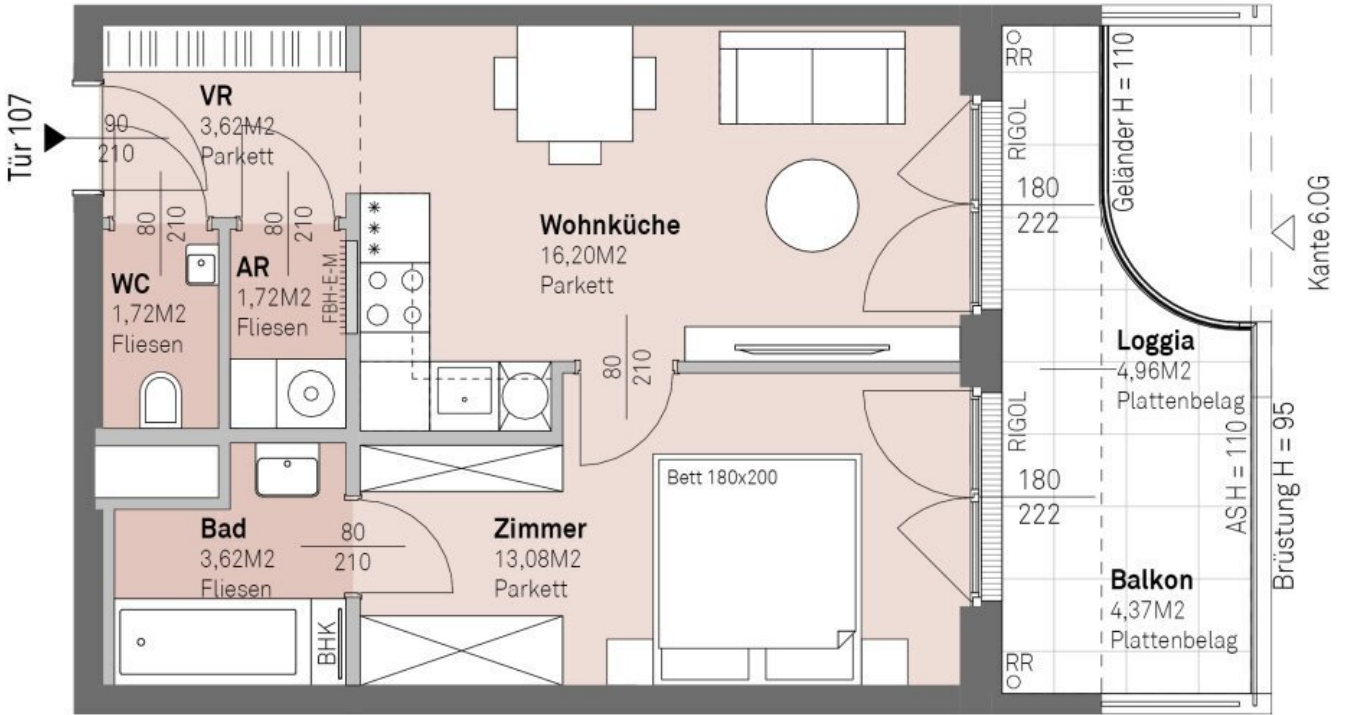 Tür 107
90
210
VR
3,62M2
Parkett
80
210
80
210
WC
1,72M2
Fliesen
AR
1,72M2
Fliesen
FBH-E-M
*
*
*
Wohnküche
16,20M2
Parkett
80
210
RR
RIGOL
180
222
Geländer H = 110
Kante 6.OG
Loggia
4,96M2
Plattenbelag
RIGOL
180
222
AS H = 110
Brüstung H = 95
Balkon
4,37M2
Plattenbelag
RR
Bett 180x200
Bad
3,62M2
Fliesen
80
210
Zimmer
13,08M2
Parkett
BHK